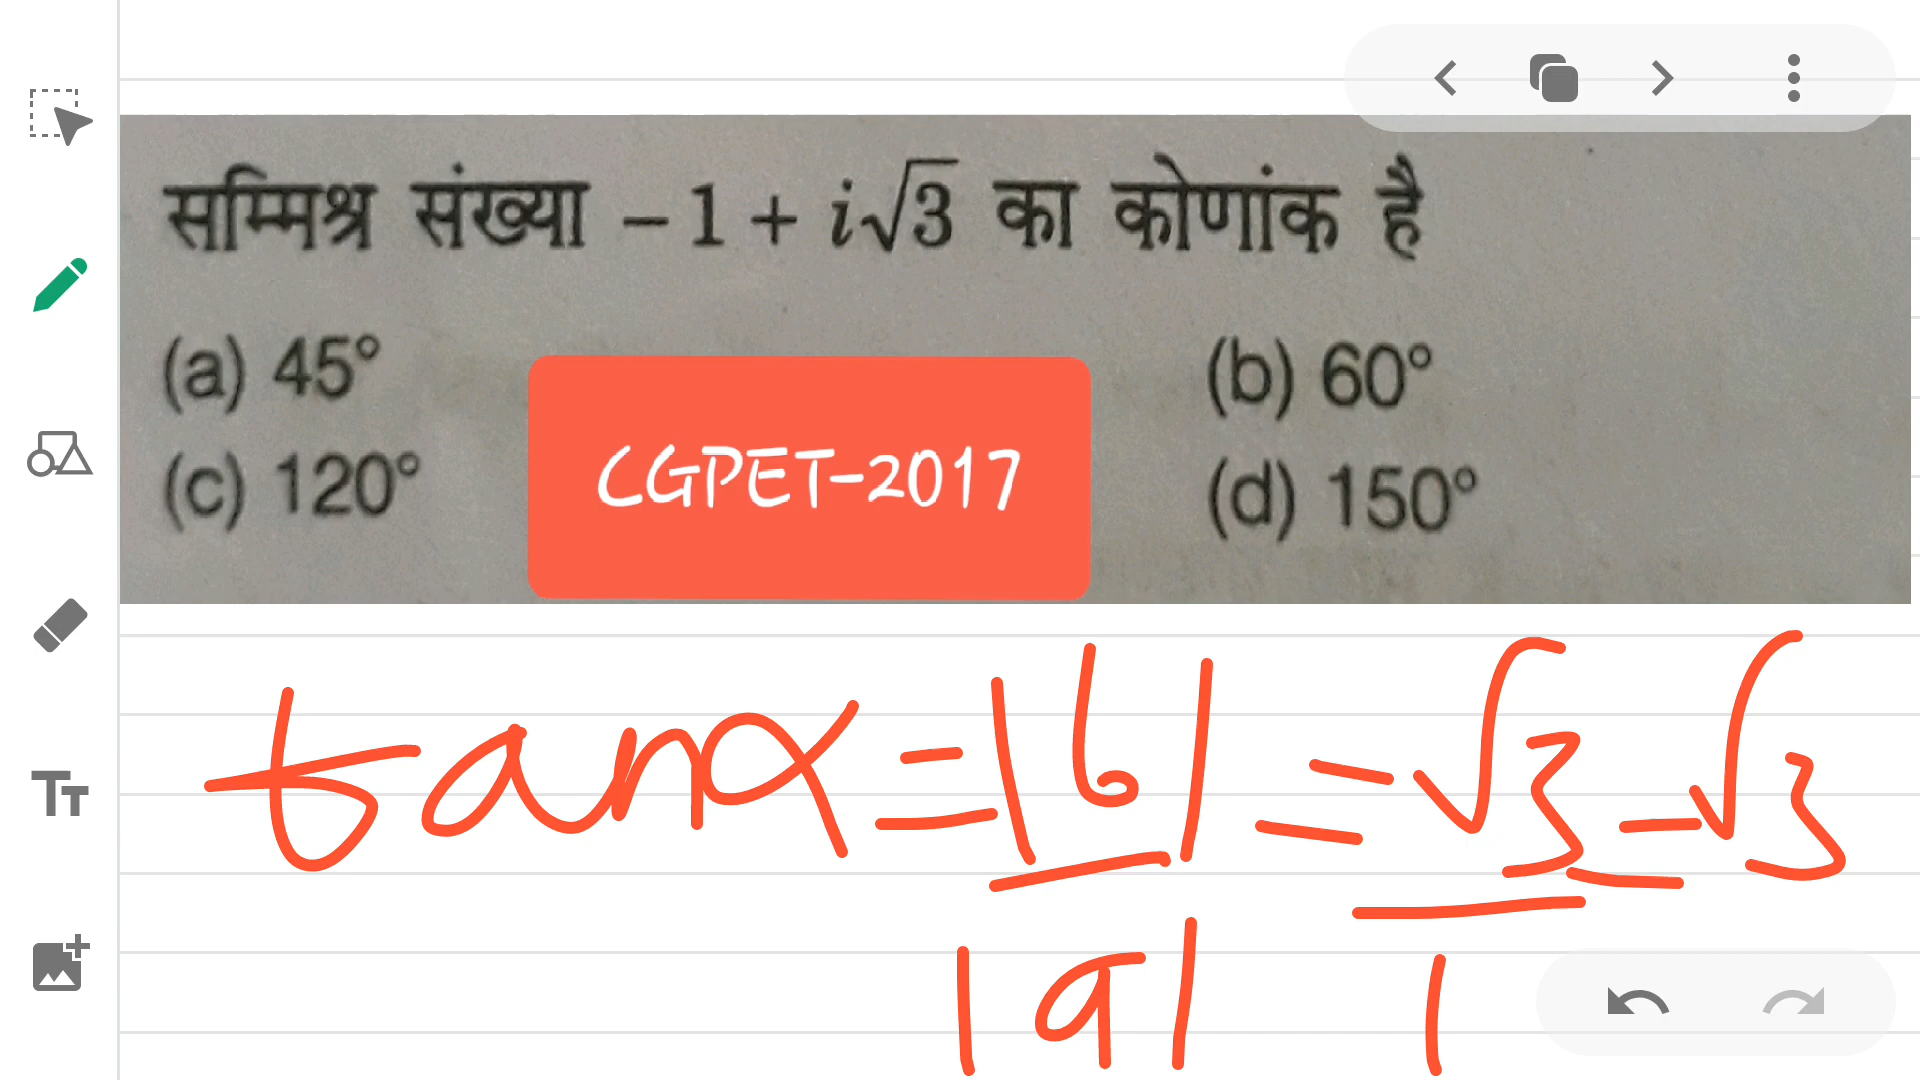 सम्मिश्र संख्या – 1 + i√3 का कोणांक है
(a) 45° (b) 60°
(c) 120° (d) 150°
CGPET-2017
tanα = |b| / |a| = √3 / 1 = √3